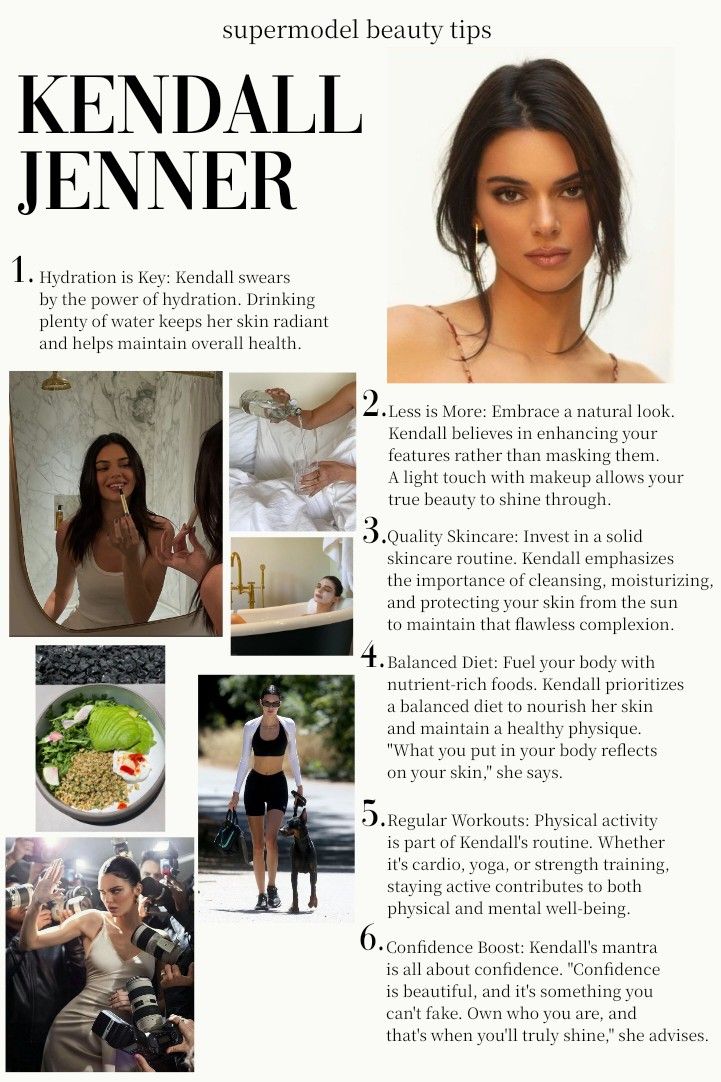 supermodel beauty tips
KENDALL
JENNER
1. Hydration is Key: Kendall swears
by the power of hydration. Drinking
plenty of water keeps her skin radiant
and helps maintain overall health.
2. Less is More: Embrace a natural look.
Kendall believes in enhancing your
features rather than masking them.
A light touch with makeup allows your
true beauty to shine through.
3. Quality Skincare: Invest in a solid
skincare routine. Kendall emphasizes
the importance of cleansing, moisturizing,
and protecting your skin from the sun
to maintain that flawless complexion.
4. Balanced Diet: Fuel your body with
nutrient-rich foods. Kendall prioritizes
a balanced diet to nourish her skin
and maintain a healthy physique.
"What you put in your body reflects
on your skin," she says.
5. Regular Workouts: Physical activity
is part of Kendall's routine. Whether
it's cardio, yoga, or strength training,
staying active contributes to both
physical and mental well-being.
6. Confidence Boost: Kendall's mantra
is all about confidence. "Confidence
is beautiful, and it's something you
can't fake. Own who you are, and
that's when you'll truly shine," she advises.